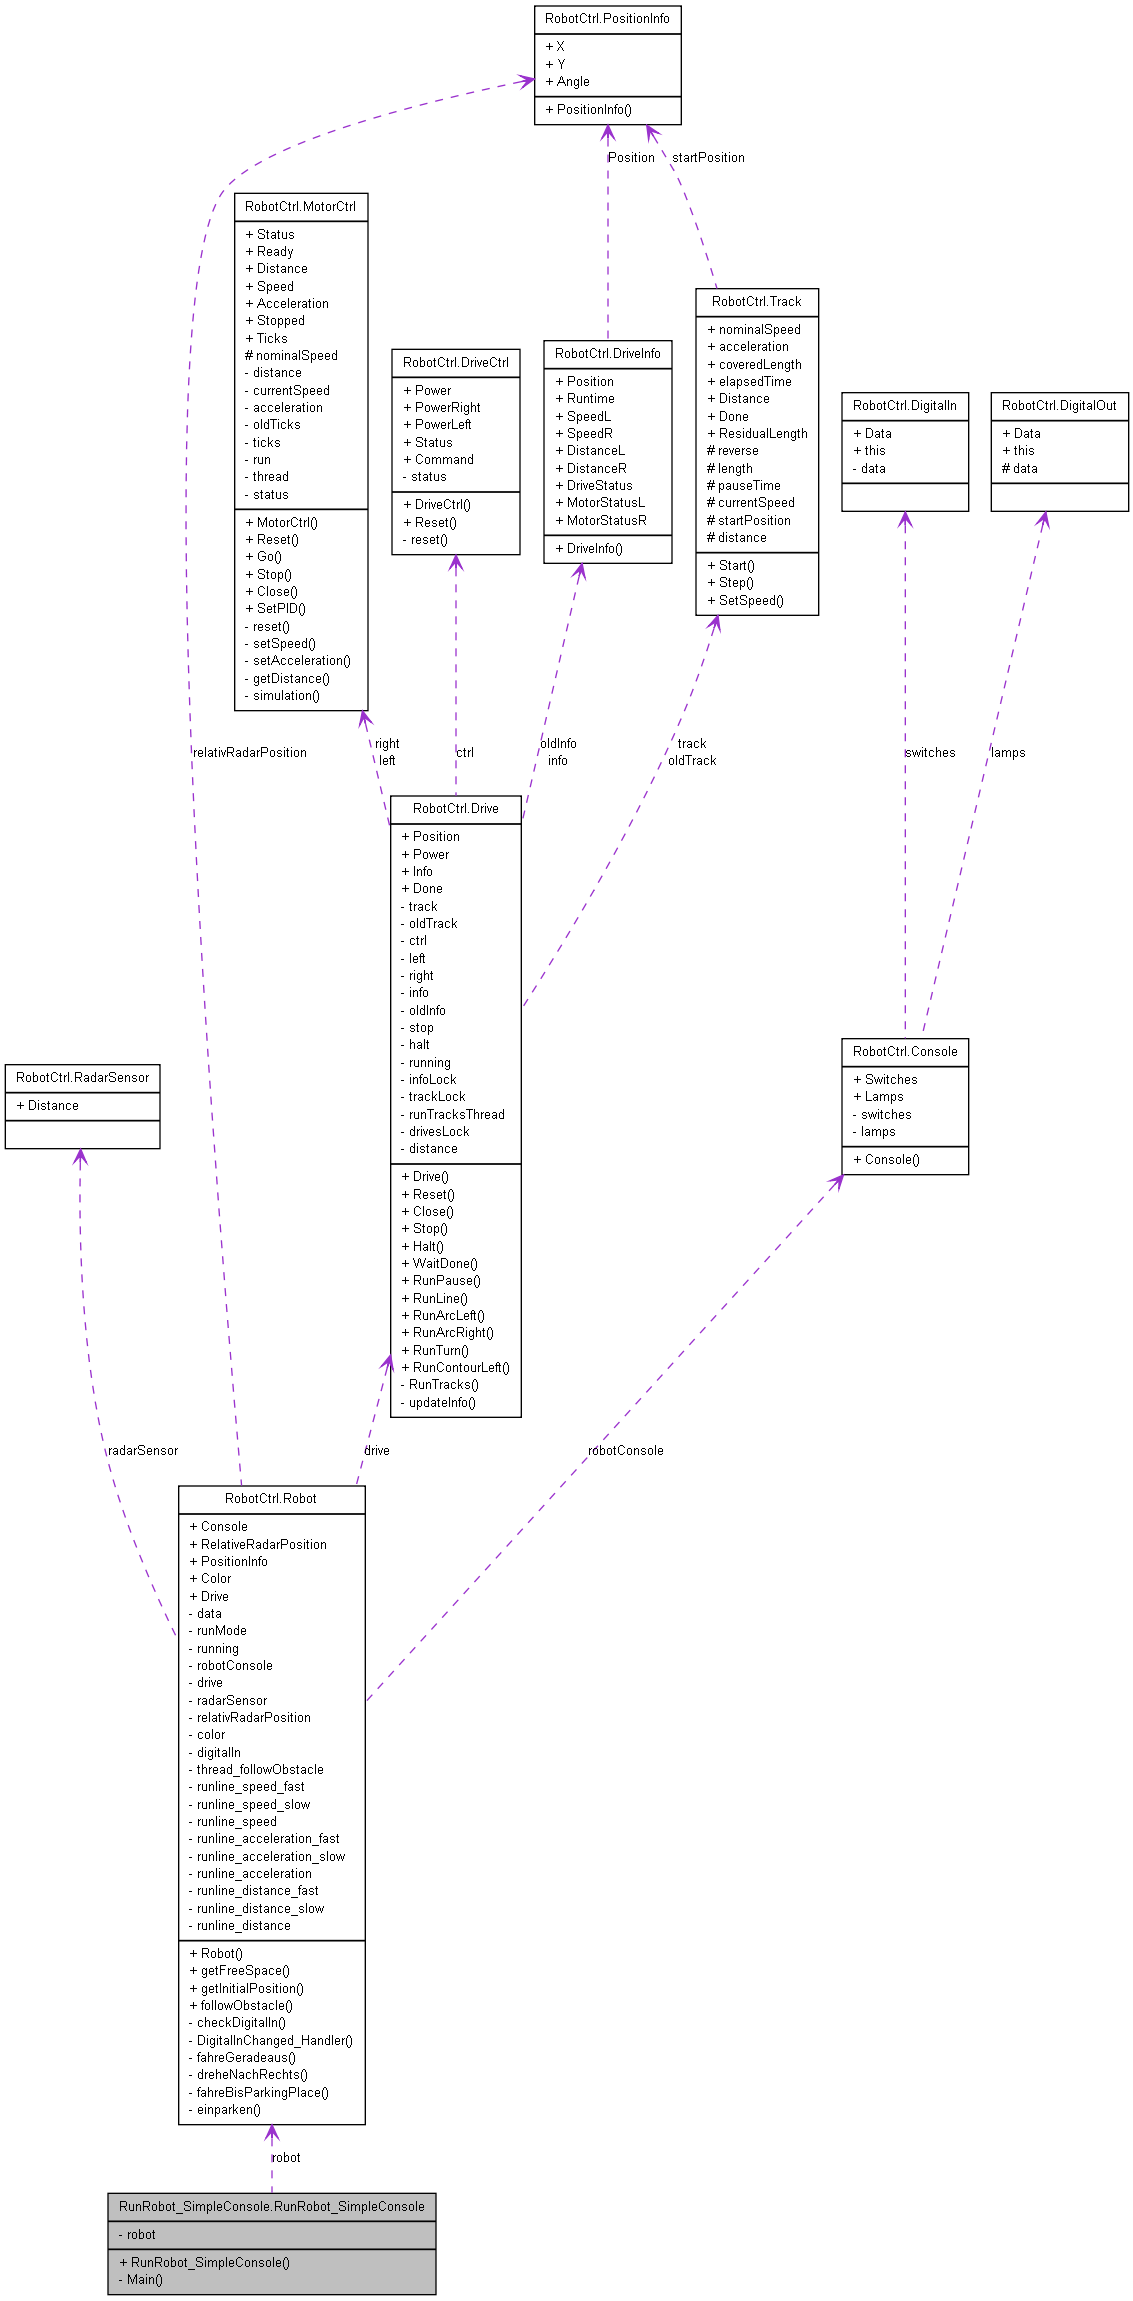 RobotCtrl.PositionInfo
+ X
+ Y
+ Angle
+ PositionInfo()
Position
startPosition
RobotCtrl.MotorCtrl
+ Status
+ Ready
+ Distance
+ Speed
+ Acceleration
+ Stopped
+ Ticks
# nominalSpeed
- distance
- currentSpeed
- acceleration
- oldTicks
- ticks
- run
- thread
- status
+ MotorCtrl()
+ Reset()
+ Go()
+ Stop()
+ Close()
+ SetPID()
- reset()
- setSpeed()
- setAcceleration()
- getDistance()
- simulation()
RobotCtrl.DriveCtrl
+ Power
+ PowerRight
+ PowerLeft
+ Status
+ Command
- status
+ DriveCtrl()
+ Reset()
- reset()
RobotCtrl.DriveInfo
+ Position
+ Runtime
+ SpeedL
+ SpeedR
+ DistanceL
+ DistanceR
+ DriveStatus
+ MotorStatusL
+ MotorStatusR
+ DriveInfo()
RobotCtrl.Track
+ nominalSpeed
+ acceleration
+ coveredLength
+ elapsedTime
+ Distance
+ Done
+ ResidualLength
# reverse
# length
# pauseTime
# currentSpeed
# startPosition
# distance
+ Start()
+ Step()
+ SetSpeed()
RobotCtrl.DigitalIn
+ Data
+ this
- data
RobotCtrl.DigitalOut
+ Data
+ this
# data
relativRadarPosition
right
left
ctrl
oldInfo
info
track
oldTrack
switches
lamps
RobotCtrl.Drive
+ Position
+ Power
+ Info
+ Done
- track
- oldTrack
- ctrl
- left
- right
- info
- oldInfo
- stop
- halt
- running
- infoLock
- trackLock
- runTracksThread
- drivesLock
- distance
+ Drive()
+ Reset()
+ Close()
+ Stop()
+ Halt()
+ WaitDone()
+ RunPause()
+ RunLine()
+ RunArcLeft()
+ RunArcRight()
+ RunTurn()
+ RunContourLeft()
- RunTracks()
- updateInfo()
RobotCtrl.RadarSensor
+ Distance
RobotCtrl.Console
+ Switches
+ Lamps
- switches
- lamps
+ Console()
radarSensor
drive
robotConsole
RobotCtrl.Robot
+ Console
+ RelativeRadarPosition
+ PositionInfo
+ Color
+ Drive
- data
- runMode
- running
- robotConsole
- drive
- radarSensor
- relativRadarPosition
- color
- digitalIn
- thread_followObstacle
- runline_speed_fast
- runline_speed_slow
- runline_speed
- runline_acceleration_fast
- runline_acceleration_slow
- runline_acceleration
- runline_distance_fast
- runline_distance_slow
- runline_distance
+ Robot()
+ getFreeSpace()
+ getInitialPosition()
+ followObstacle()
- checkDigitalIn()
- DigitalInChanged_Handler()
- fahreGeradeaus()
- dreheNachRechts()
- fahreBisParkingPlace()
- einparken()
robot
RunRobot_SimpleConsole.RunRobot_SimpleConsole
- robot
+ RunRobot_SimpleConsole()
- Main()